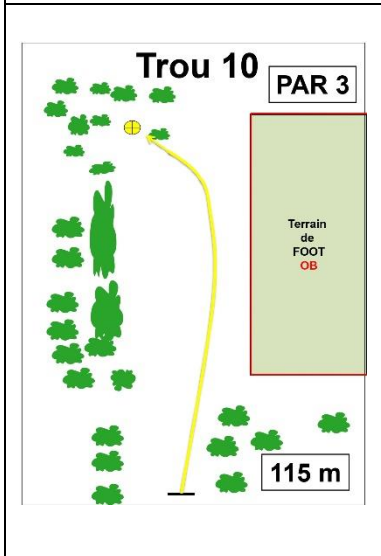 Trou 10
PAR 3
Terrain
de
FOOT
OB
115 m